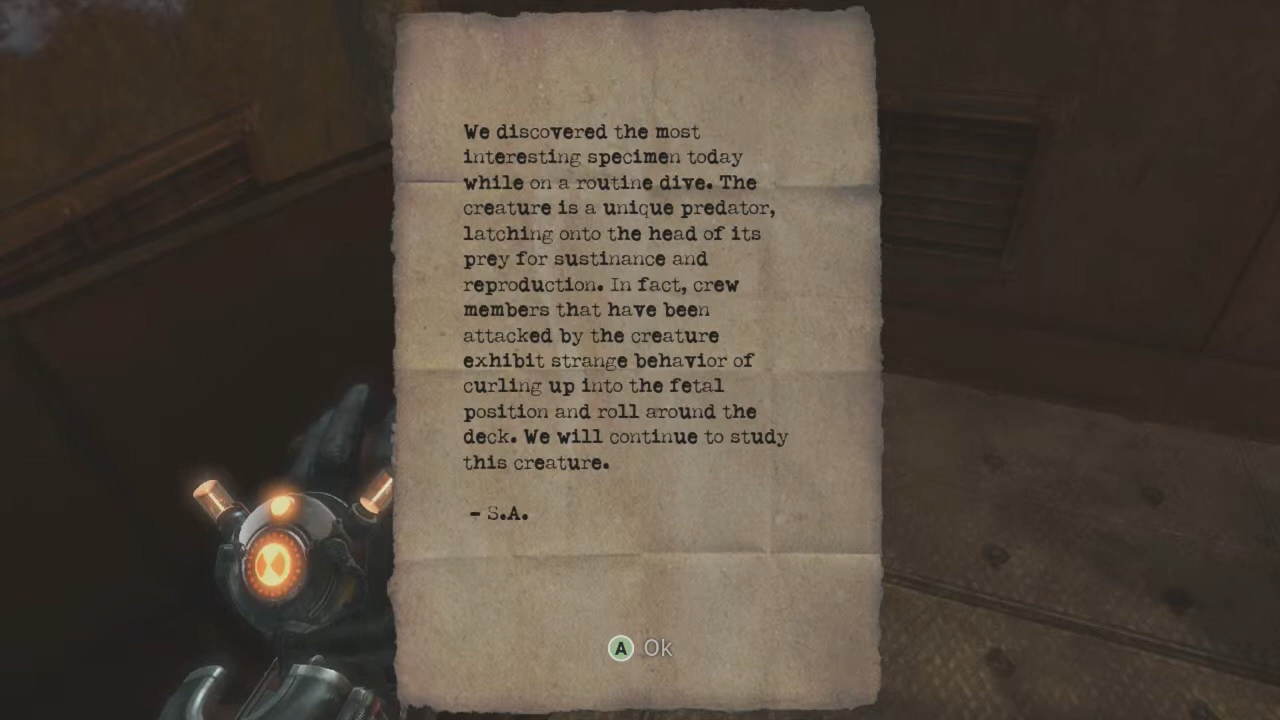 We discovered the most
interesting specimen today
while on a routine dive. The
creature is a unique predator,
latching onto the head of its
prey for sustinance and
reproduction. In fact, crew
members that have been
attacked by the creature
exhibit strange behavior of
curling up into the fetal
position and roll around the
deck. We will continue to study
this creature.
- S.A.
A Ok